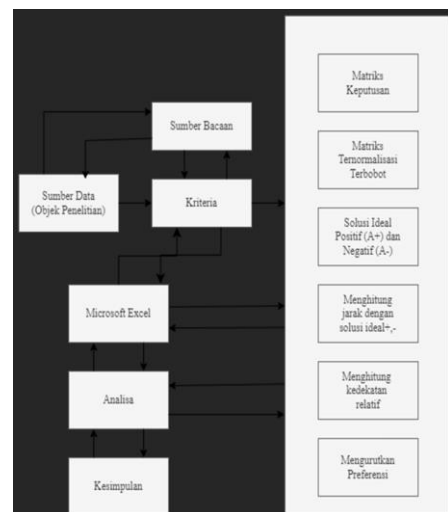 Sumber Bacaan
Sumber Data
(Objek Penelitian)
Kriteria
Microsoft Excel
Analisa
Kesimpulan
Matriks
Keputusan
Matriks
Ternormalisasi
Terbobot
Solusi Ideal
Positif (A+) dan
Negatif (A-)
Menghitung
jarak dengan
solusi ideal+,-
Menghitung
kedekatan
relatif
Mengurutkan
Preferensi